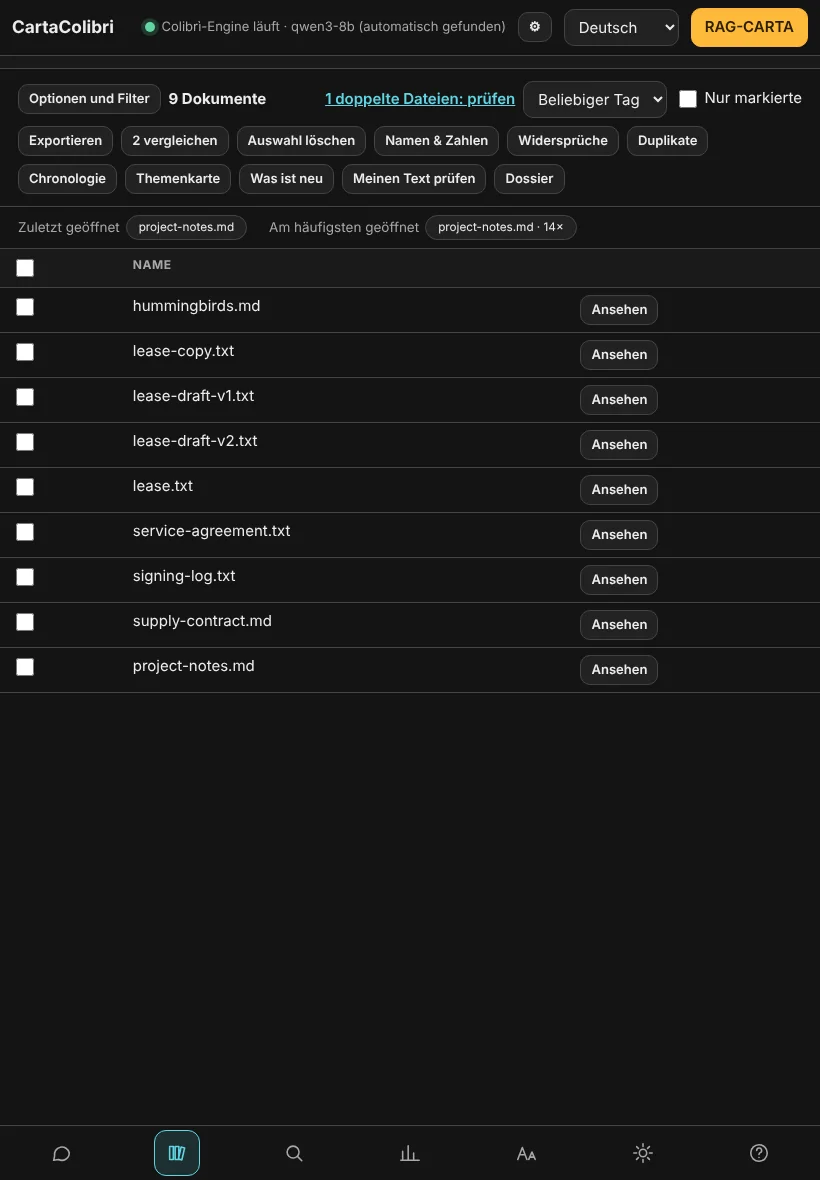 CartaColibri Colibrì-Engine läuft · qwen3-8b (automatisch gefunden) Deutsch RAG-CARTA
Optionen und Filter 9 Dokumente 1 doppelte Dateien: prüfen Beliebiger Tag Nur markierte
Exportieren 2 vergleichen Auswahl löschen Namen & Zahlen Widersprüche Duplikate
Chronologie Themenkarte Was ist neu Meinen Text prüfen Dossier
Zuletzt geöffnet project-notes.md Am häufigsten geöffnet project-notes.md · 14×
NAME
hummingbirds.md Ansehen
lease-copy.txt Ansehen
lease-draft-v1.txt Ansehen
lease-draft-v2.txt Ansehen
lease.txt Ansehen
service-agreement.txt Ansehen
signing-log.txt Ansehen
supply-contract.md Ansehen
project-notes.md Ansehen
AA